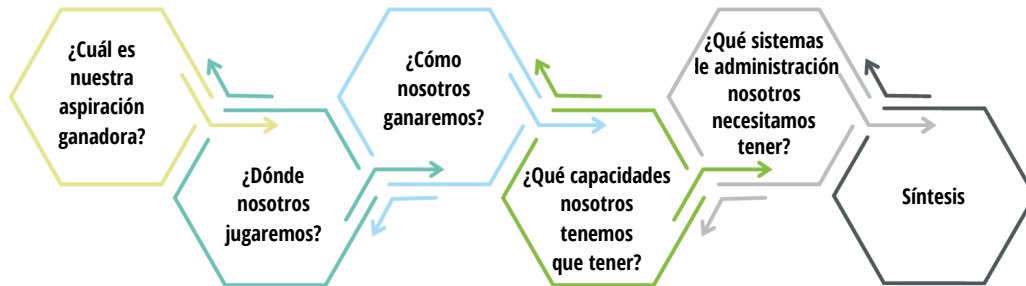 ¿Cuál es
nuestra
aspiración
ganadora?
¿Dónde
nosotros
jugaremos?
¿Cómo
nosotros
ganaremos?
¿Qué capacidades
nosotros
tenemos
que tener?
¿Qué sistemas
le administración
nosotros
necesitamos
tener?
Síntesis